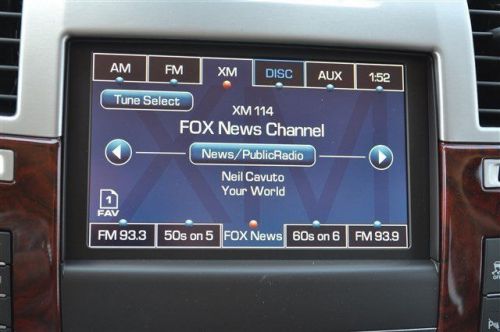 AM FM XM DISC AUX 1:52
Tune Select
XM 114
FOX News Channel
News/PublicRadio
Neil Cavuto
Your World
1
FAV
FM 93.3 50s on 5 FOX News 60s on 6 FM 93.9
XM